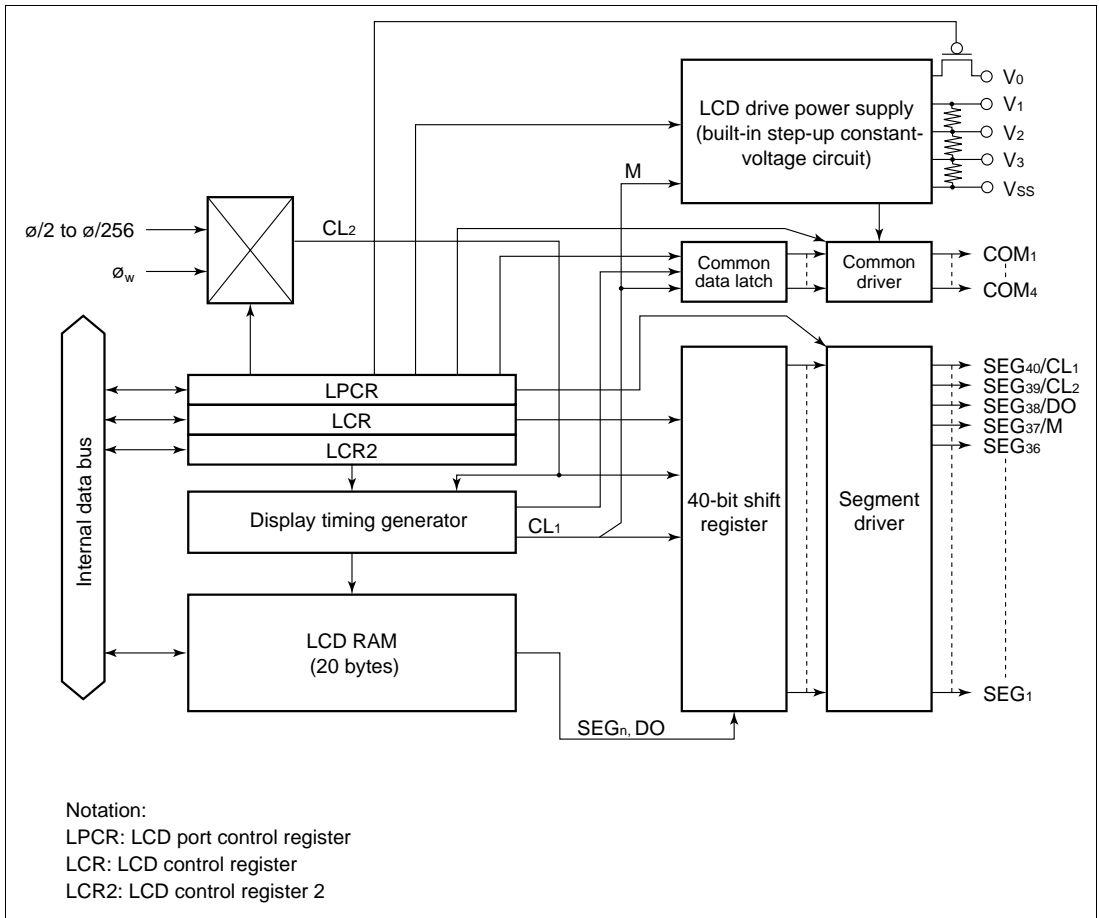 V0
V1
V2
V3
VSS
LCD drive power supply
(built-in step-up constant-
voltage circuit)
M
ø/2 to ø/256
øw
CL2
Common
data latch
Common
driver
COM1
COM4
Internal data bus
LPCR
LCR
LCR2
Display timing generator
CL1
LCD RAM
(20 bytes)
SEGn, DO
40-bit shift
register
Segment
driver
SEG40/CL1
SEG39/CL2
SEG38/DO
SEG37/M
SEG36
SEG1
Notation:
LPCR: LCD port control register
LCR: LCD control register
LCR2: LCD control register 2